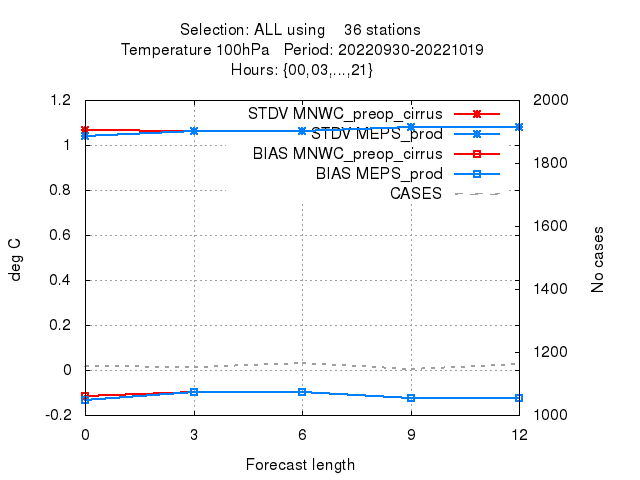 Selection: ALL using    36 stations
Temperature 100hPa   Period: 20220930-20221019
Hours: {00,03,...,21}
STDV MNWC_preop_cirrus
STDV MEPS_prod
BIAS MNWC_preop_cirrus
BIAS MEPS_prod
CASES
1.2
1
0.8
0.6
0.4
0.2
0
-0.2
deg C
2000
1800
1600
1400
1200
1000
No cases
0 3 6 9 12
Forecast length